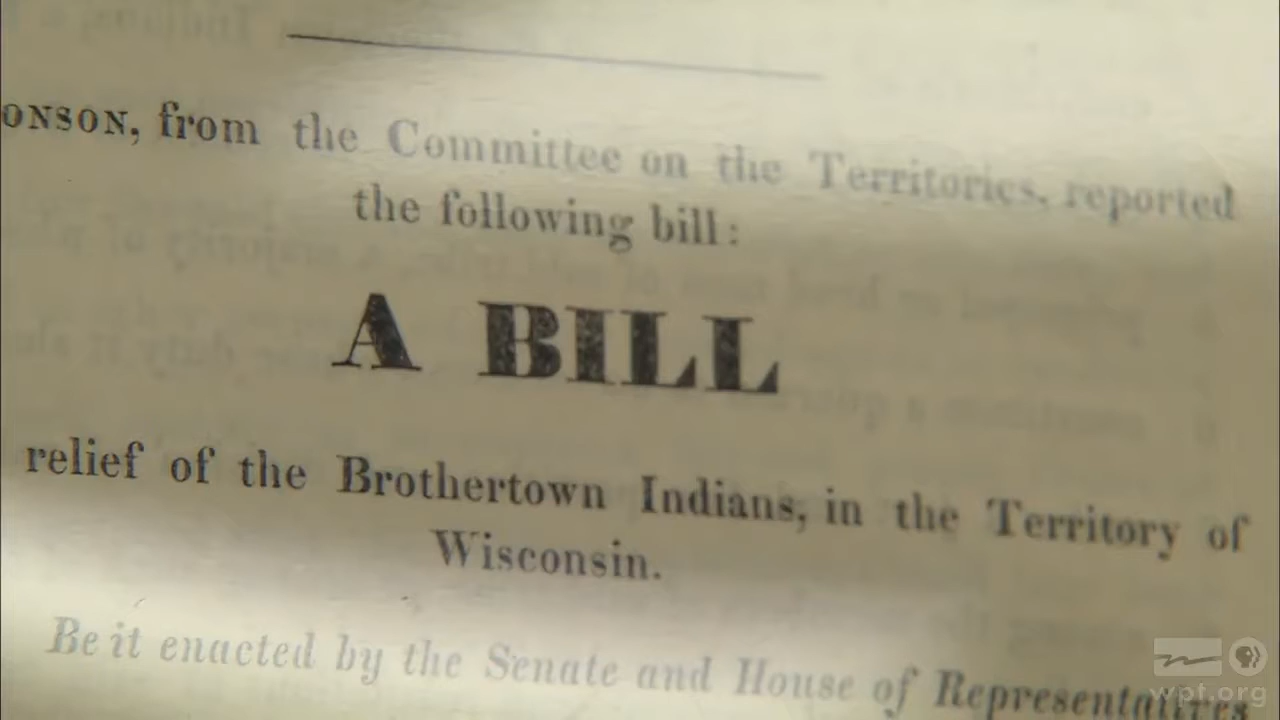 ONSON, from the Committee on the Territories, reported
the following bill:
A BILL
relief of the Brothertown Indians, in the Territory of
Wisconsin.
Be it enacted by the Senate and House of Representatives
wpt.org